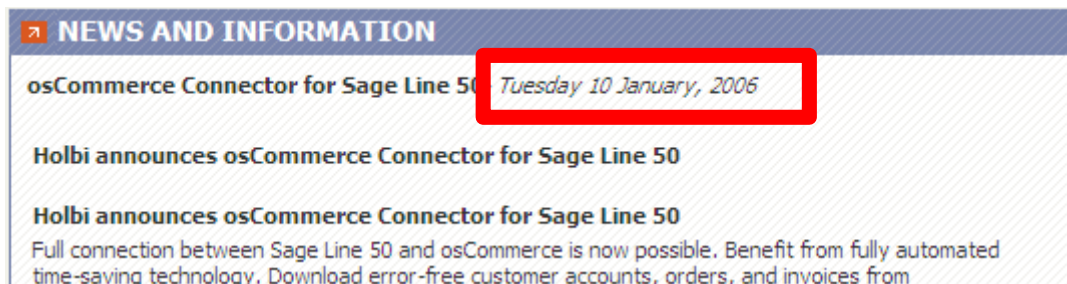 NEWS AND INFORMATION
osCommerce Connector for Sage Line 50 Tuesday 10 January, 2006
Holbi announces osCommerce Connector for Sage Line 50
Holbi announces osCommerce Connector for Sage Line 50
Full connection between Sage Line 50 and osCommerce is now possible. Benefit from fully automated
time-saving technology. Download error-free customer accounts, orders, and invoices from